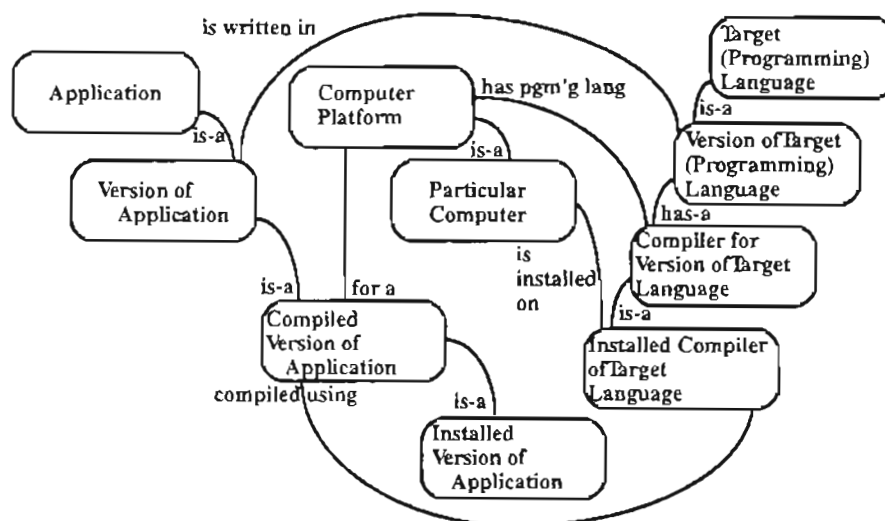 is written in
Target
(Programming)
Language
Application
Computer
Platform
has pgm'g lang
is-a
is-a
is-a
Version of Target
(Programming)
Language
Version of
Application
Particular
Computer
has-a
Compiler for
Version of Target
Language
is
installed
on
is-a
for a
is-a
Compiled
Version of
Application
Installed Compiler
of Target
Language
compiled using
is-a
Installed
Version of
Application